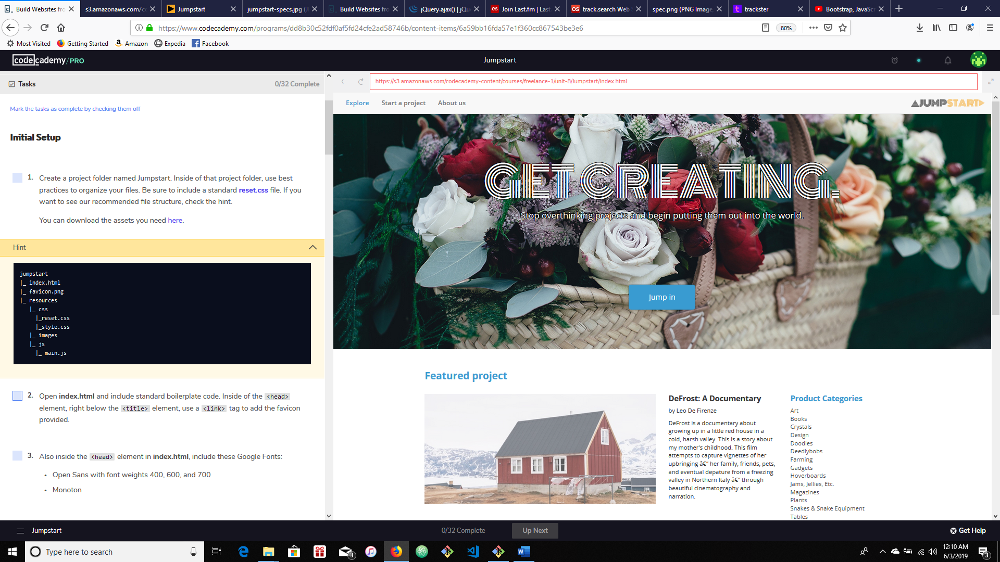 Build Websites fro
s3.amazonaws.com/c
Jumpstart
jumpstart-specs.jpg (J
Build Websites fro
jQuery.ajax() | jQu
Join Last.fm | Last
track.search Web S
spec.png (PNG Image,
trackster
Bootstrap, JavaSc
https://www.codecademy.com/programs/dd8b30c52fdf0af5fd24cfe2ad58746b/content-items/6a59bb16fda57e1f360cc867543be3e6
80%
Most Visited
Getting Started
Amazon
Expedia
Facebook
codecademy/PRO
Jumpstart
Tasks
0/32 Complete
Mark the tasks as complete by checking them off
Initial Setup
1. Create a project folder named Jumpstart. Inside of that project folder, use best
practices to organize your files. Be sure to include a standard reset.css file. If you
want to see our recommended file structure, check the hint.
You can download the assets you need here.
Hint
jumpstart
|_ index.html
|_ favicon.png
|_ resources
|_ css
|_reset.css
|_style.css
|_ images
|_ js
|_ main.js
2. Open index.html and include standard boilerplate code. Inside of the <head>
element, right below the <title> element, use a <link> tag to add the favicon
provided.
3. Also inside the <head> element in index.html, include these Google Fonts:
• Open Sans with font weights 400, 600, and 700
• Monoton
https://s3.amazonaws.com/codecademy-content/courses/freelance-1/unit-8/Jumpstart/index.html
Explore
Start a project
About us
JUMPSTART
GET CREATING.
Stop overthinking projects and begin putting them out into the world.
Jump in
Featured project
DeFrost: A Documentary
by Leo De Firenze
DeFrost is a documentary about
growing up in a little red house in a
cold, harsh valley. This is a story about
my mother's childhood. This film
attempts to capture vignettes of her
upbringing â€” her family, friends, pets,
and eventual depature from a freezing
valley in Northern Italy â€” through
beautiful cinematography and
narration.
Product Categories
Art
Books
Crystals
Design
Doodles
Deedlybobs
Farming
Gadgets
Hoverboards
Jams, Jellies, Etc.
Magazines
Plants
Snakes & Snake Equipment
Tables
Jumpstart
0/32 Complete
Up Next
Get Help
Type here to search
3
12:10 AM
6/3/2019
3